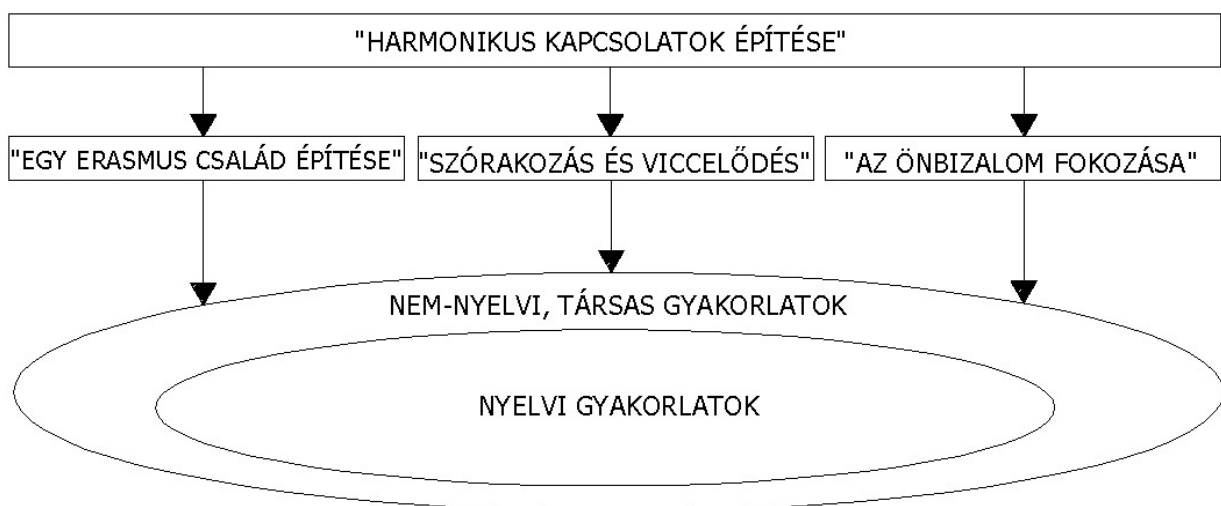 "HARMONIKUS KAPCSOLATOK ÉPÍTÉSE"
"EGY ERASMUS CSALÁD ÉPÍTÉSE"
"SZÓRAKOZÁS ÉS VICCELŐDÉS"
"AZ ÖNBIZALOM FOKOZÁSA"
NEM-NYELVI, TÁRSAS GYAKORLATOK
NYELVI GYAKORLATOK